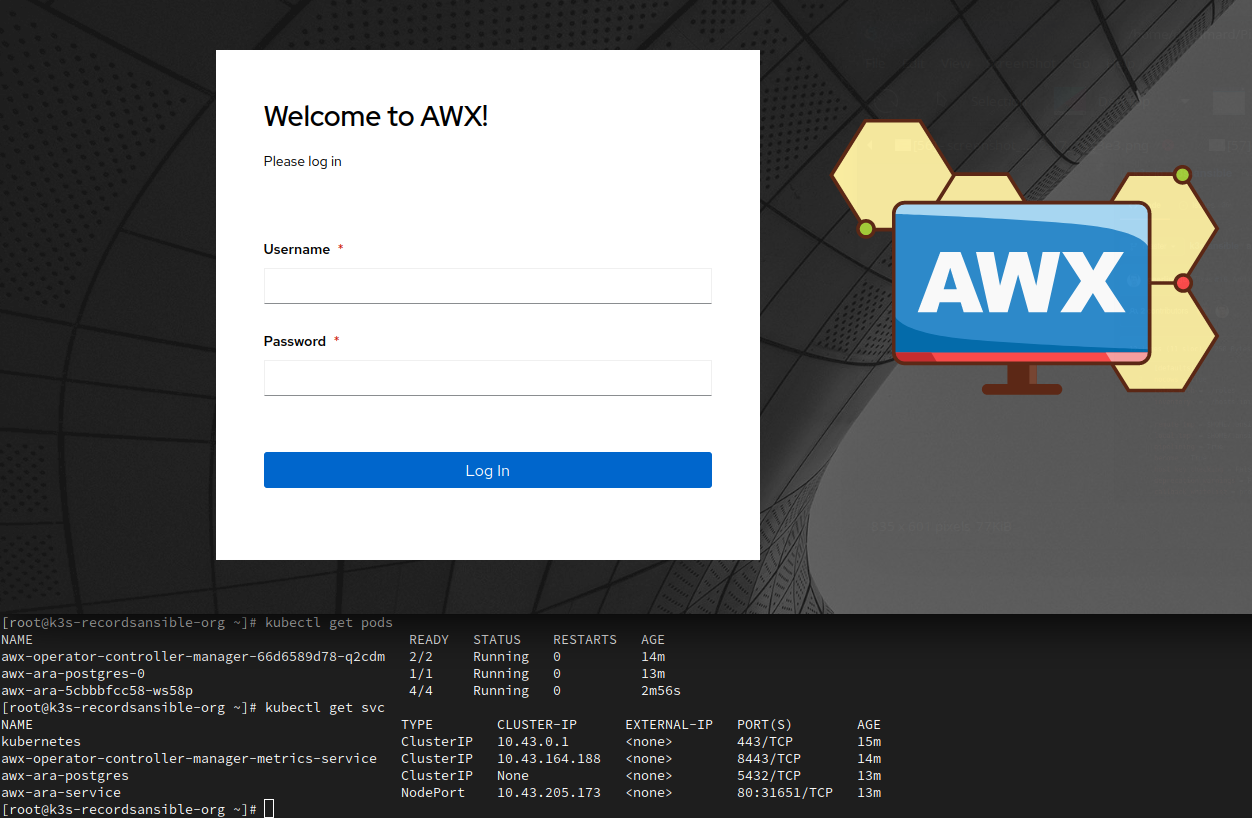 Welcome to AWX!
Please log in
Username *
Password *
Log In
AWX
[root@k3s-recordsansible-org ~]# kubectl get pods
NAME READY STATUS RESTARTS AGE
awx-operator-controller-manager-66d6589d78-q2cdm 2/2 Running 0 14m
awx-ara-postgres-0 1/1 Running 0 13m
awx-ara-5cbbbfcc58-ws58p 4/4 Running 0 2m56s
[root@k3s-recordsansible-org ~]# kubectl get svc
NAME TYPE CLUSTER-IP EXTERNAL-IP PORT(S) AGE
kubernetes ClusterIP 10.43.0.1 <none> 443/TCP 15m
awx-operator-controller-manager-metrics-service ClusterIP 10.43.164.188 <none> 8443/TCP 14m
awx-ara-postgres ClusterIP None <none> 5432/TCP 13m
awx-ara-service NodePort 10.43.205.173 <none> 80:31651/TCP 13m
[root@k3s-recordsansible-org ~]#